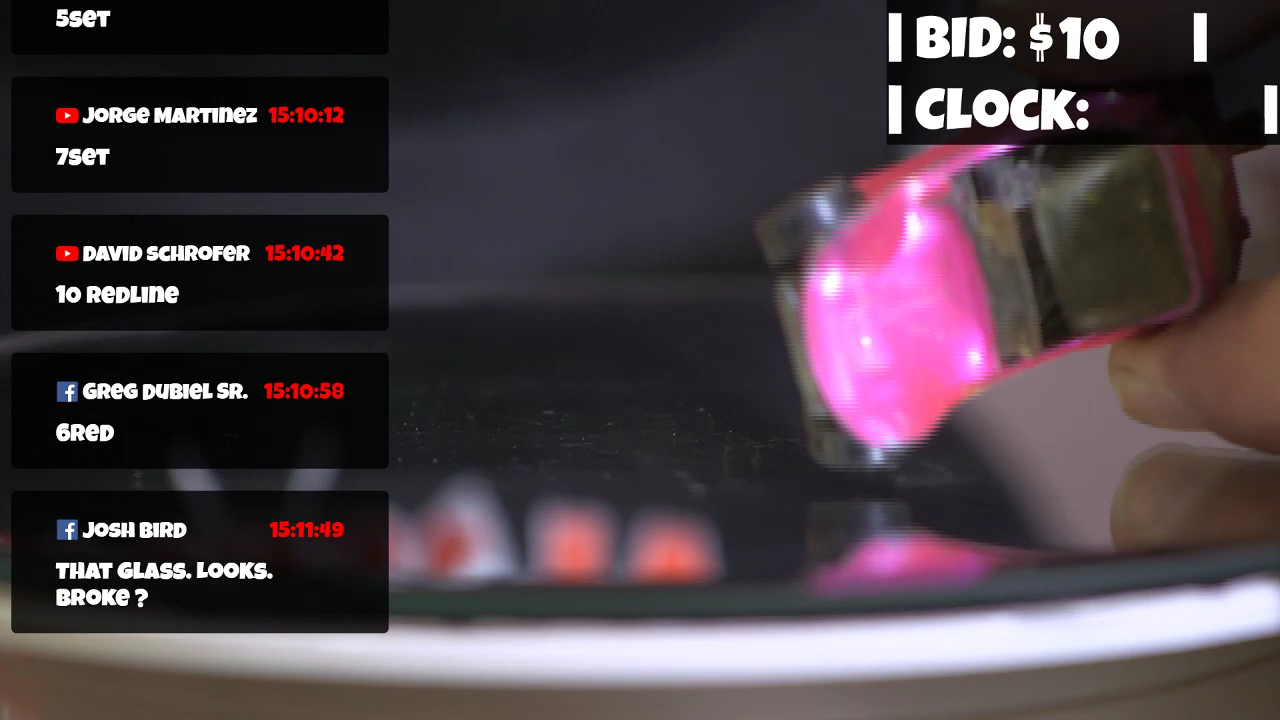 5set
| BID: $10 |
| CLOCK: |
Jorge Martinez 15:10:12
7set
David Schrofer 15:10:42
10 Redline
Greg Dubiel Sr. 15:10:58
6Red
Josh Bird 15:11:49
THAT GLASS. LOOKS.
BROKE ?